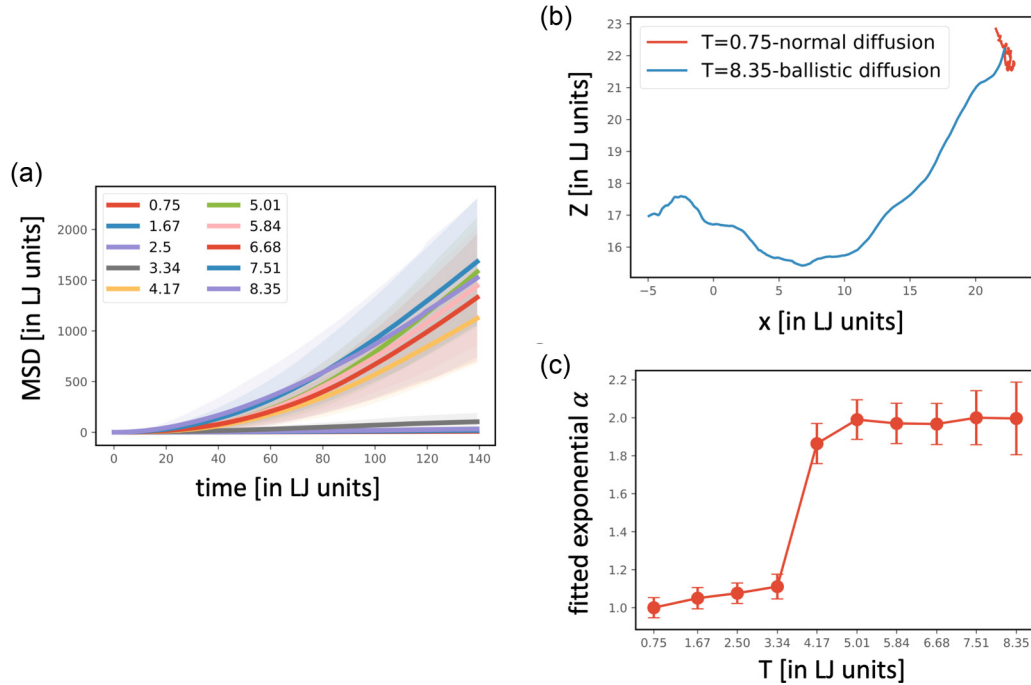 (a)
MSD [in LJ units]
2000
1500
1000
500
0
0.75 5.01
1.67 5.84
2.5 6.68
3.34 7.51
4.17 8.35
0 20 40 60 80 100 120 140
time [in LJ units]
(b)
Z [in LJ units]
23
22
21
20
19
18
17
16
T=0.75-normal diffusion
T=8.35-ballistic diffusion
−5 0 5 10 15 20
x [in LJ units]
(c)
fitted exponential α
2.2
2.0
1.8
1.6
1.4
1.2
1.0
0.75 1.67 2.50 3.34 4.17 5.01 5.84 6.68 7.51 8.35
T [in LJ units]